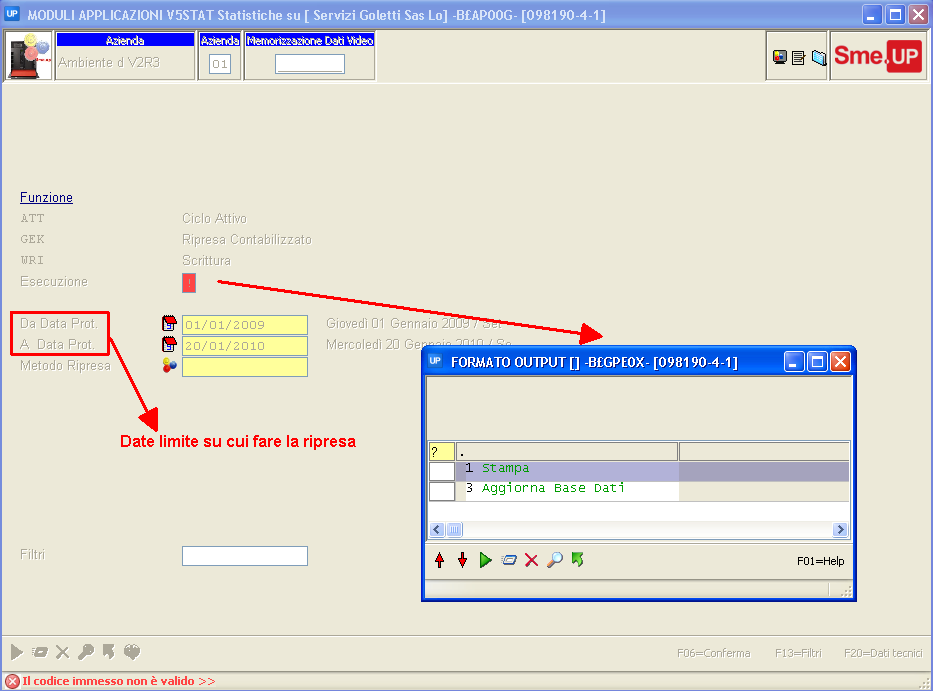 UP MODULI APPLICAZIONI V5STAT Statistiche su [ Servizi Goletti Sas Lo] -B£AP00G- [098190-4-1]
Azienda Azienda Memorizzazione Dati Video
Ambiente d V2R3 01
Sme.UP
Funzione
ATT Ciclo Attivo
GEK Ripresa Contabilizzato
WRI Scrittura
Esecuzione !
Da Data Prot. 01/01/2009 Giovedì 01 Gennaio 2009 / Set
A Data Prot. 20/01/2010 Mercoledì 20 Gennaio 2010 / Se
Metodo Ripresa
UP FORMATO OUTPUT [] -B£GPE0X- [098190-4-1]
Date limite su cui fare la ripresa
? .
1 Stampa
3 Aggiorna Base Dati
Filtri
F01=Help
F06=Conferma F13=Filtri F20=Dati tecnici
Il codice immesso non è valido >>